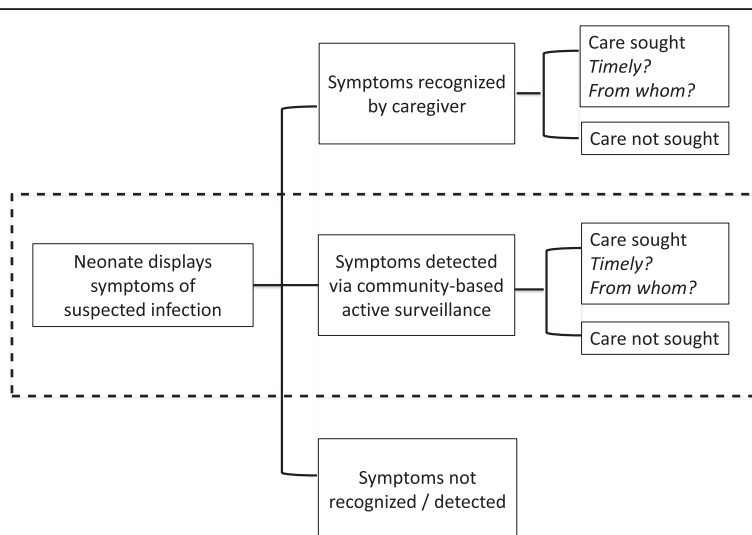 Neonate displays
symptoms of
suspected infection
Symptoms recognized
by caregiver
Care sought
Timely?
From whom?
Care not sought
Symptoms detected
via community-based
active surveillance
Care sought
Timely?
From whom?
Care not sought
Symptoms not
recognized / detected